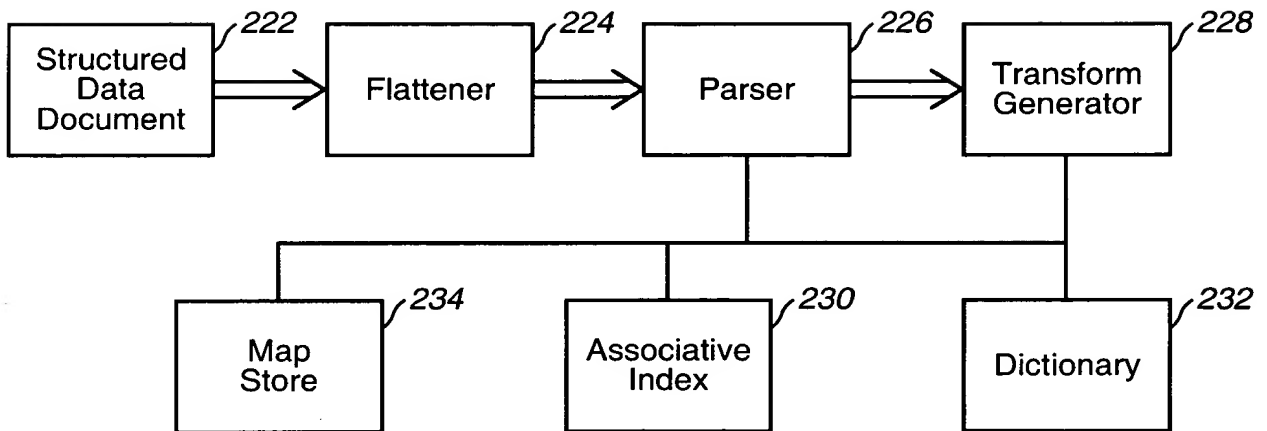 222
224
226
228
Structured
Data
Document
Flattener
Parser
Transform
Generator
234
230
232
Map
Store
Associative
Index
Dictionary